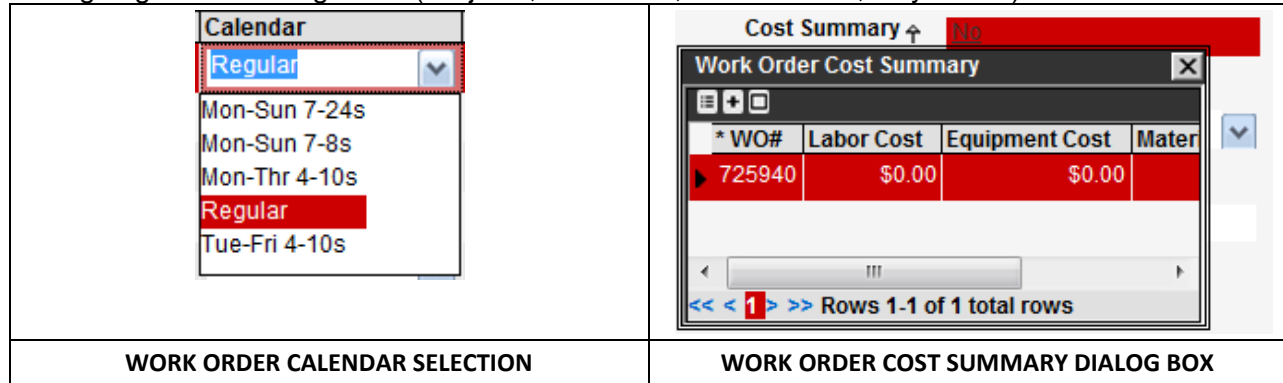 Calendar
Regular
Mon-Sun 7-24s
Mon-Sun 7-8s
Mon-Thr 4-10s
Regular
Tue-Fri 4-10s
WORK ORDER CALENDAR SELECTION
Cost Summary No
Work Order Cost Summary
* WO# Labor Cost Equipment Cost Materi
725940 $0.00 $0.00
<< < 1 > >> Rows 1-1 of 1 total rows
WORK ORDER COST SUMMARY DIALOG BOX